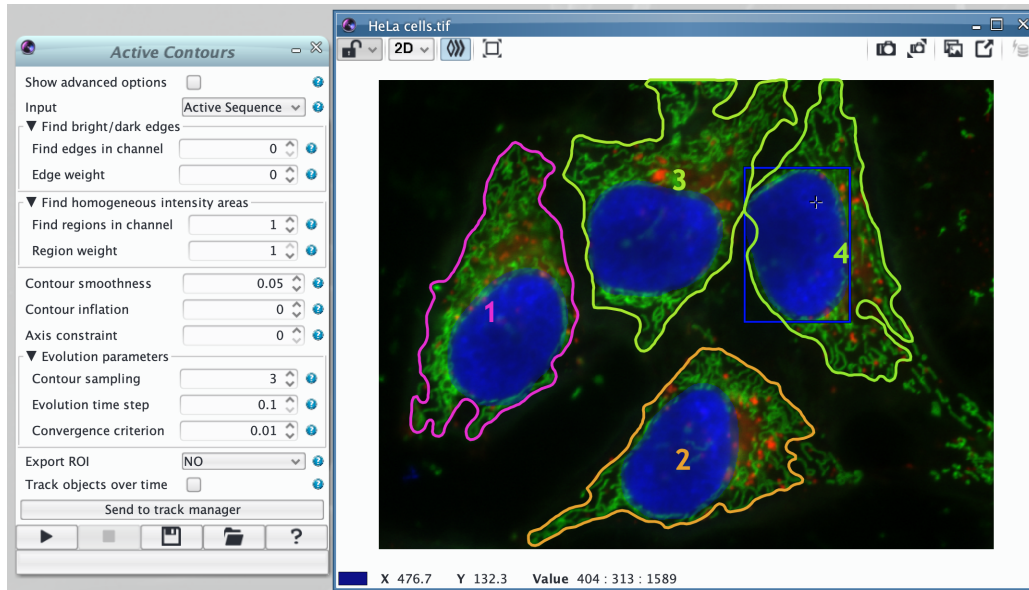 HeLa cells.tif
2D
Active Contours
Show advanced options
Input Active Sequence
Find bright/dark edges
Find edges in channel 0
Edge weight 0
Find homogeneous intensity areas
Find regions in channel 1
Region weight 1
Contour smoothness 0.05
Contour inflation 0
Axis constraint 0
Evolution parameters
Contour sampling 3
Evolution time step 0.1
Convergence criterion 0.01
Export ROI NO
Track objects over time
Send to track manager
?
1
2
3
4
X 476.7 Y 132.3 Value 404 : 313 : 1589